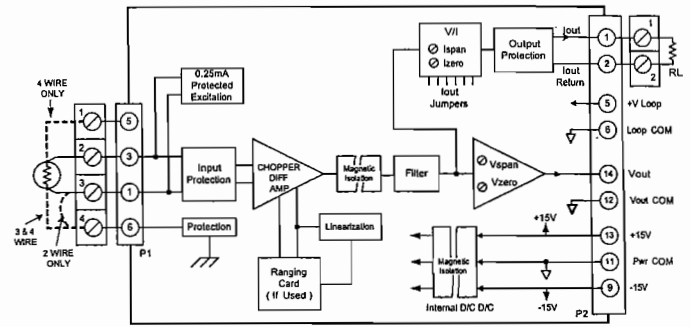 V/I
Ispan
Izero
Iout
Jumpers
Output
Protection
Iout
Iout
Return
1
2
1
2
RL
5
+V Loop
6
Loop COM
4 WIRE
ONLY
0.25mA
Protected
Excitation
1
5
2
3
3
1
4
6
3 & 4
WIRE
2 WIRE
ONLY
P1
Input
Protection
Protection
CHOPPER
DIFF
AMP
Magnetic
Isolation
Filter
Vspan
Vzero
14
Vout
12
Vout COM
Linearization
Ranging
Card
( If Used )
+15V
13
+15V
Magnetic
Isolation
11
Pwr COM
9
-15V
Internal D/C D/C
-15V
P2